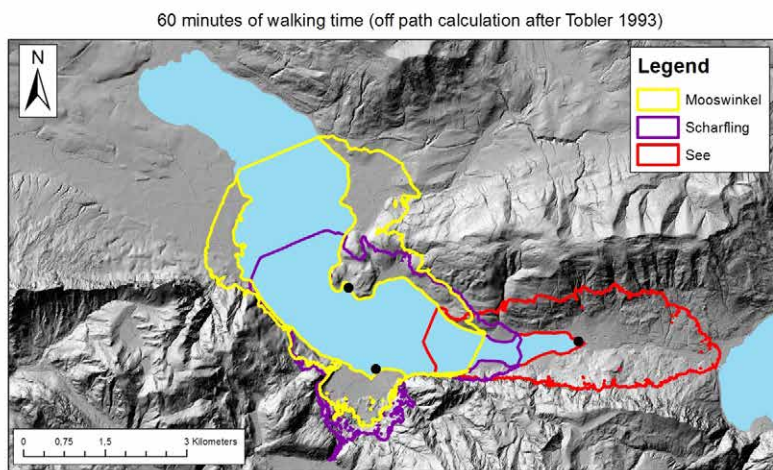 60 minutes of walking time (off path calculation after Tobler 1993)
N
Legend
Mooswinkel
Scharfling
See
0 0,75 1,5 3 Kilometers